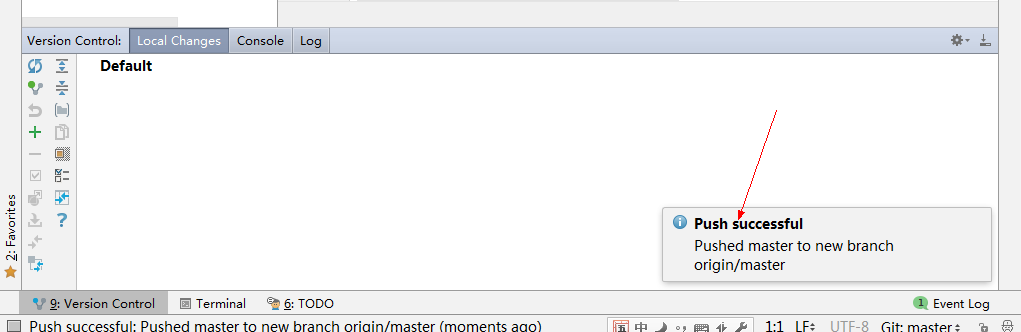 Version Control: Local Changes Console Log
Default
2: Favorites
Push successful
Pushed master to new branch
origin/master
9: Version Control Terminal 6: TODO 1 Event Log
Push successful: Pushed master to new branch origin/master (moments ago) 五 中 1:1 LF UTF-8 Git: master